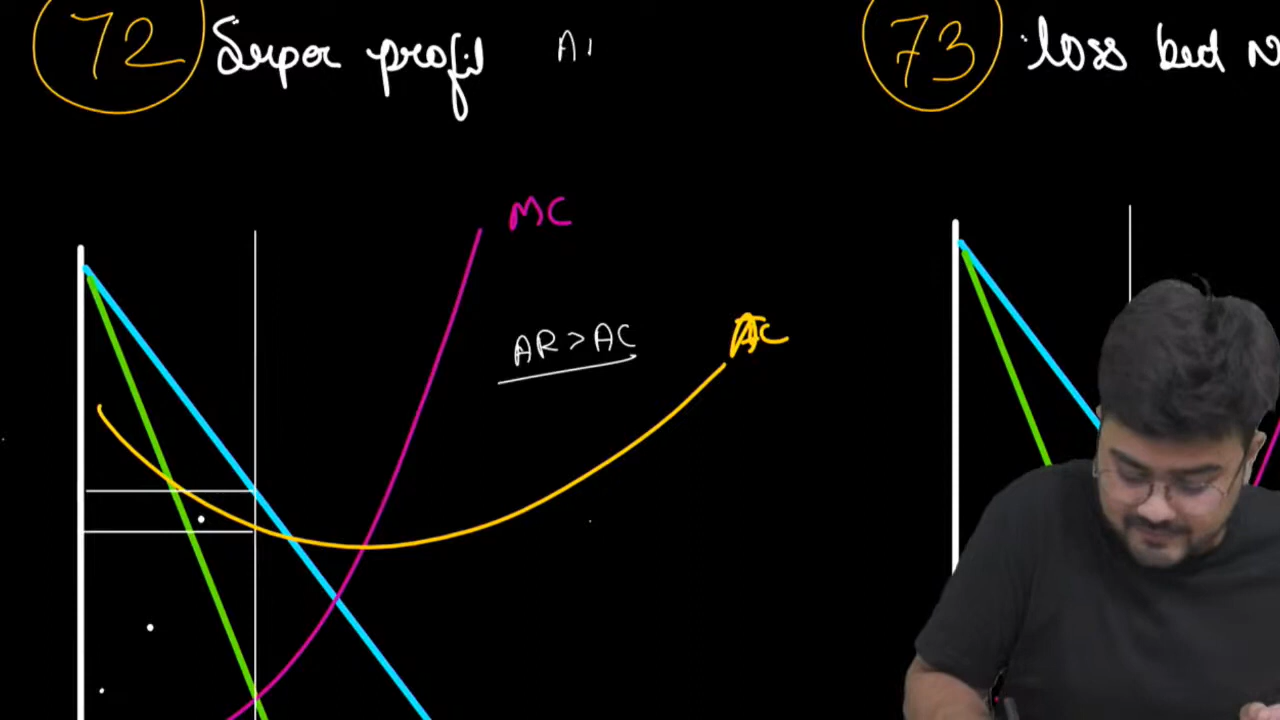 72 Super profit A
73 loss bed N
MC
AR > AC
AC